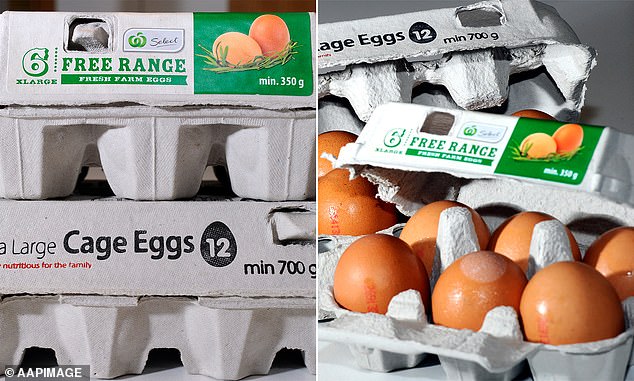 Select
6
XLARGE
FREE RANGE
FRESH FARM EGGS
min. 350 g
a Large Cage Eggs 12
nutritious for the family
min 700 g
© AAPIMAGE
age Eggs 12
min 700 g
6
XLARGE
Select
FREE RANGE
FRESH FARM EGGS
min. 350 g